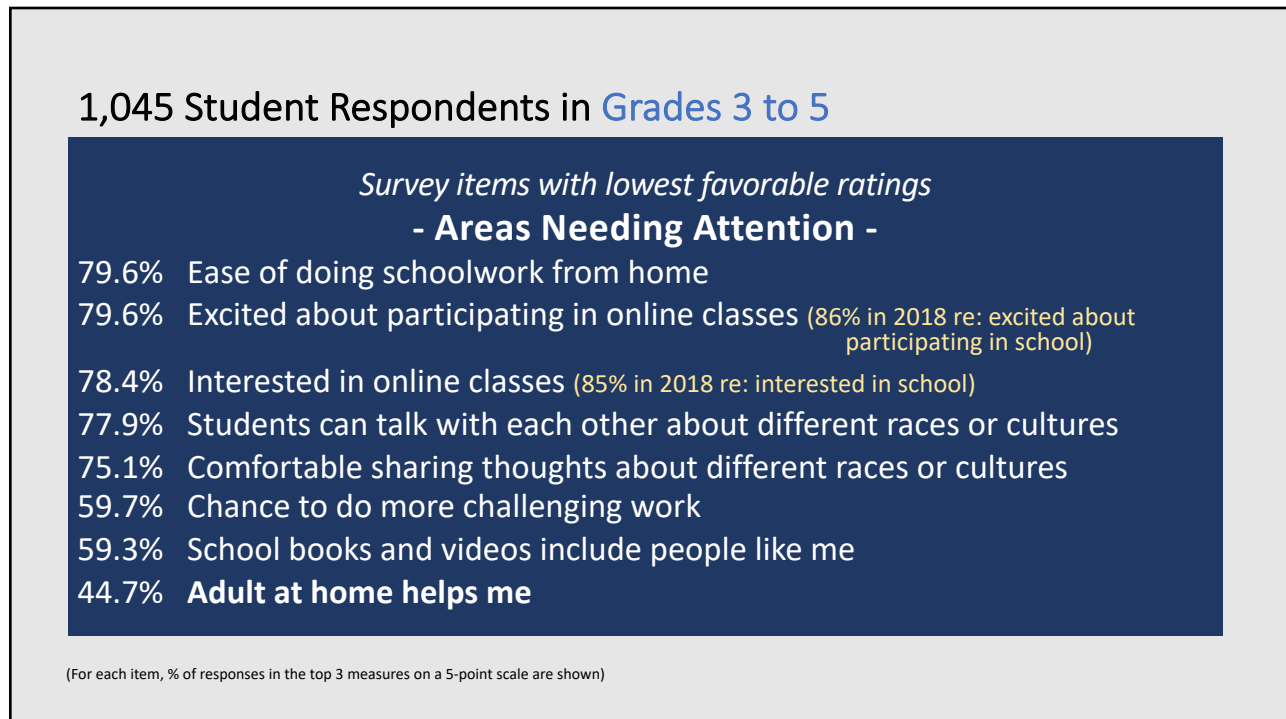 1,045 Student Respondents in Grades 3 to 5
Survey items with lowest favorable ratings
- Areas Needing Attention -
79.6% Ease of doing schoolwork from home
79.6% Excited about participating in online classes (86% in 2018 re: excited about
participating in school)
78.4% Interested in online classes (85% in 2018 re: interested in school)
77.9% Students can talk with each other about different races or cultures
75.1% Comfortable sharing thoughts about different races or cultures
59.7% Chance to do more challenging work
59.3% School books and videos include people like me
44.7% Adult at home helps me
(For each item, % of responses in the top 3 measures on a 5-point scale are shown)